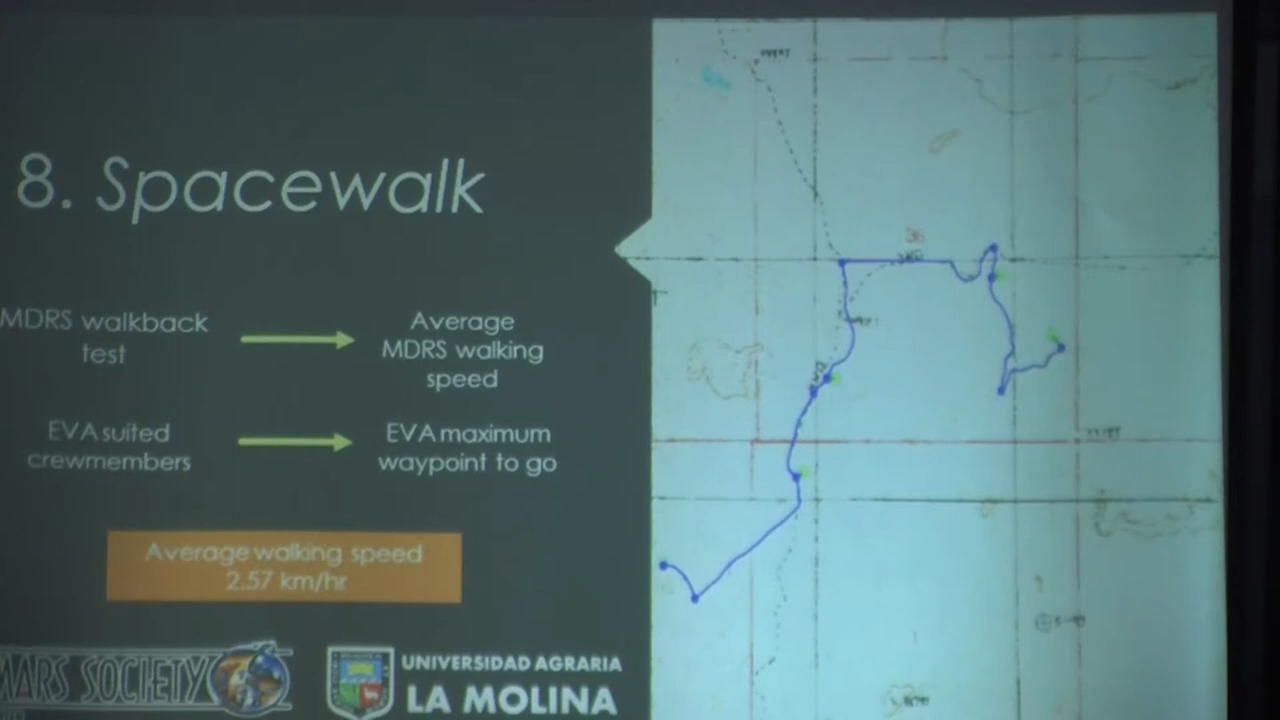 8. Spacewalk
MDRS walkback
test
Average
MDRS walking
speed
EVA suited
crewmembers
EVA maximum
waypoint to go
Average walking speed
2.57 km/hr
MARS SOCIETY
UNIVERSIDAD AGRARIA
LA MOLINA
36